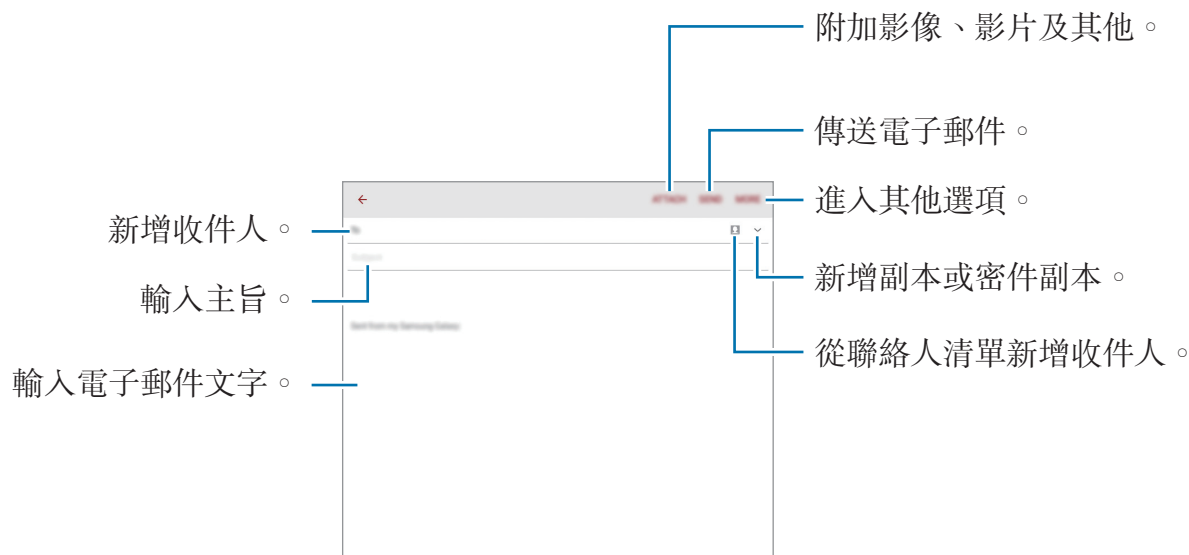 附加影像、影片及其他。
傳送電子郵件。
ATTACH SEND MORE
進入其他選項。
新增收件人。
To
新增副本或密件副本。
Subject
輸入主旨。
Sent from my Samsung Galaxy
從聯絡人清單新增收件人。
輸入電子郵件文字。